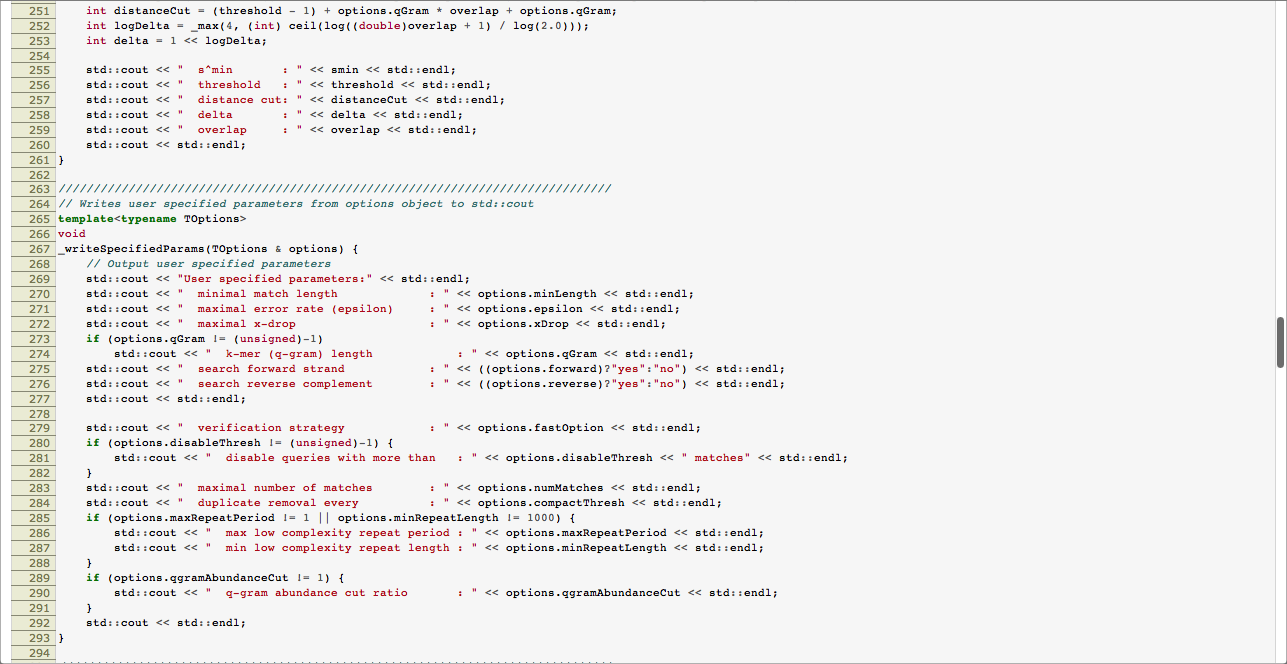 251     int distanceCut = (threshold - 1) + options.qGram * overlap + options.qGram;
252     int logDelta = _max(4, (int) ceil(log((double)overlap + 1) / log(2.0)));
253     int delta = 1 << logDelta;
254
255     std::cout << "  s^min       : " << smin << std::endl;
256     std::cout << "  threshold   : " << threshold << std::endl;
257     std::cout << "  distance cut: " << distanceCut << std::endl;
258     std::cout << "  delta       : " << delta << std::endl;
259     std::cout << "  overlap     : " << overlap << std::endl;
260     std::cout << std::endl;
261 }
262
263 ///////////////////////////////////////////////////////////////////////////////
264 // Writes user specified parameters from options object to std::cout
265 template<typename TOptions>
266 void
267 _writeSpecifiedParams(TOptions & options) {
268     // Output user specified parameters
269     std::cout << "User specified parameters:" << std::endl;
270     std::cout << "  minimal match length             : " << options.minLength << std::endl;
271     std::cout << "  maximal error rate (epsilon)     : " << options.epsilon << std::endl;
272     std::cout << "  maximal x-drop                   : " << options.xDrop << std::endl;
273     if (options.qGram != (unsigned)-1)
274         std::cout << "  k-mer (q-gram) length            : " << options.qGram << std::endl;
275     std::cout << "  search forward strand            : " << ((options.forward)?"yes":"no") << std::endl;
276     std::cout << "  search reverse complement        : " << ((options.reverse)?"yes":"no") << std::endl;
277     std::cout << std::endl;
278
279     std::cout << "  verification strategy            : " << options.fastOption << std::endl;
280     if (options.disableThresh != (unsigned)-1) {
281         std::cout << "  disable queries with more than   : " << options.disableThresh << " matches" << std::endl;
282     }
283     std::cout << "  maximal number of matches        : " << options.numMatches << std::endl;
284     std::cout << "  duplicate removal every          : " << options.compactThresh << std::endl;
285     if (options.maxRepeatPeriod != 1 || options.minRepeatLength != 1000) {
286         std::cout << "  max low complexity repeat period : " << options.maxRepeatPeriod << std::endl;
287         std::cout << "  min low complexity repeat length : " << options.minRepeatLength << std::endl;
288     }
289     if (options.qgramAbundanceCut != 1) {
290         std::cout << "  q-gram abundance cut ratio       : " << options.qgramAbundanceCut << std::endl;
291     }
292     std::cout << std::endl;
293 }
294